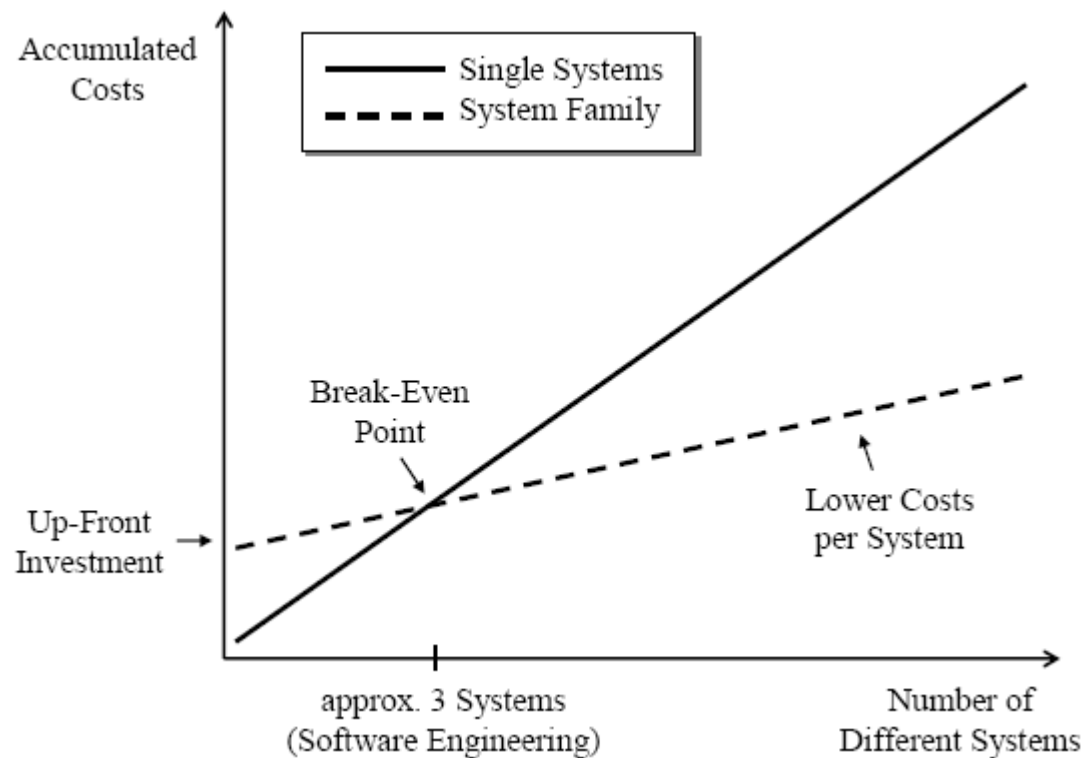 Accumulated
Costs
Single Systems
System Family
Break-Even
Point
Up-Front
Investment
Lower Costs
per System
approx. 3 Systems
(Software Engineering)
Number of
Different Systems